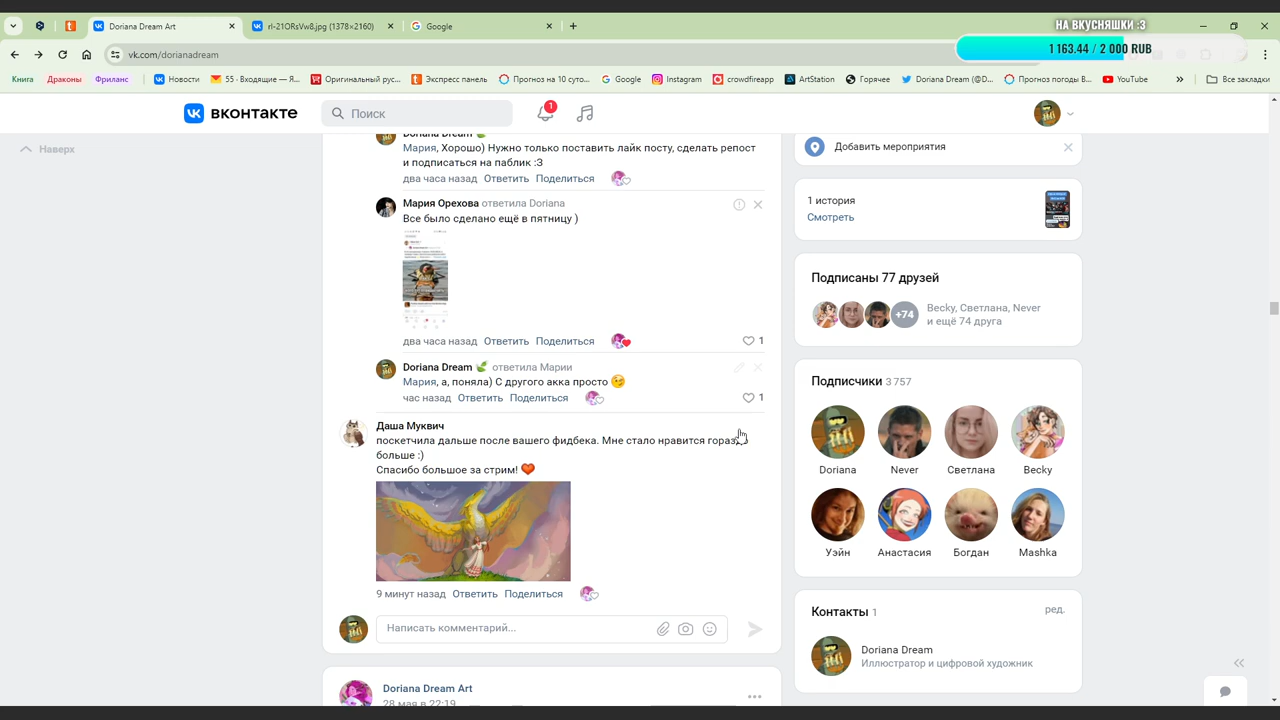 НА ВКУСНЯШКИ :3
1 163.44 / 2 000 RUB
Doriana Dream Art
rl-21ORsVw8.jpg (1378×2160)
Google
vk.com/dorianadream
Книга
Драконы
Фриланс
Новости
55 · Входящие — Я...
Оригинальный рус...
Экспресс панель
Прогноз на 10 суто...
Google
Instagram
crowdfireapp
ArtStation
Горячее
Doriana Dream (@D...
Прогноз погоды В...
YouTube
Все закладки
вконтакте
Поиск
1
Наверх
Doriana Dream
Мария, Хорошо) Нужно только поставить лайк посту, сделать репост
и подписаться на паблик :3
два часа назад Ответить Поделиться
Мария Орехова ответила Doriana
Все было сделано ещё в пятницу )
два часа назад Ответить Поделиться
1
Doriana Dream ответила Марии
Мария, а, поняла) С другого акка просто 😉
час назад Ответить Поделиться
1
Даша Муквич
поскетчила дальше после вашего фидбека. Мне стало нравится
больше :)
Спасибо большое за стрим! ❤
9 минут назад Ответить Поделиться
Написать комментарий...
Doriana Dream Art
28 мая в 22:19
Добавить мероприятия
1 история
Смотреть
Подписаны 77 друзей
+74
Becky, Светлана, Never
и ещё 74 друга
Подписчики 3 757
Doriana
Never
Светлана
Becky
Уэйн
Анастасия
Богдан
Mashka
Контакты 1
ред.
Doriana Dream
Иллюстратор и цифровой художник